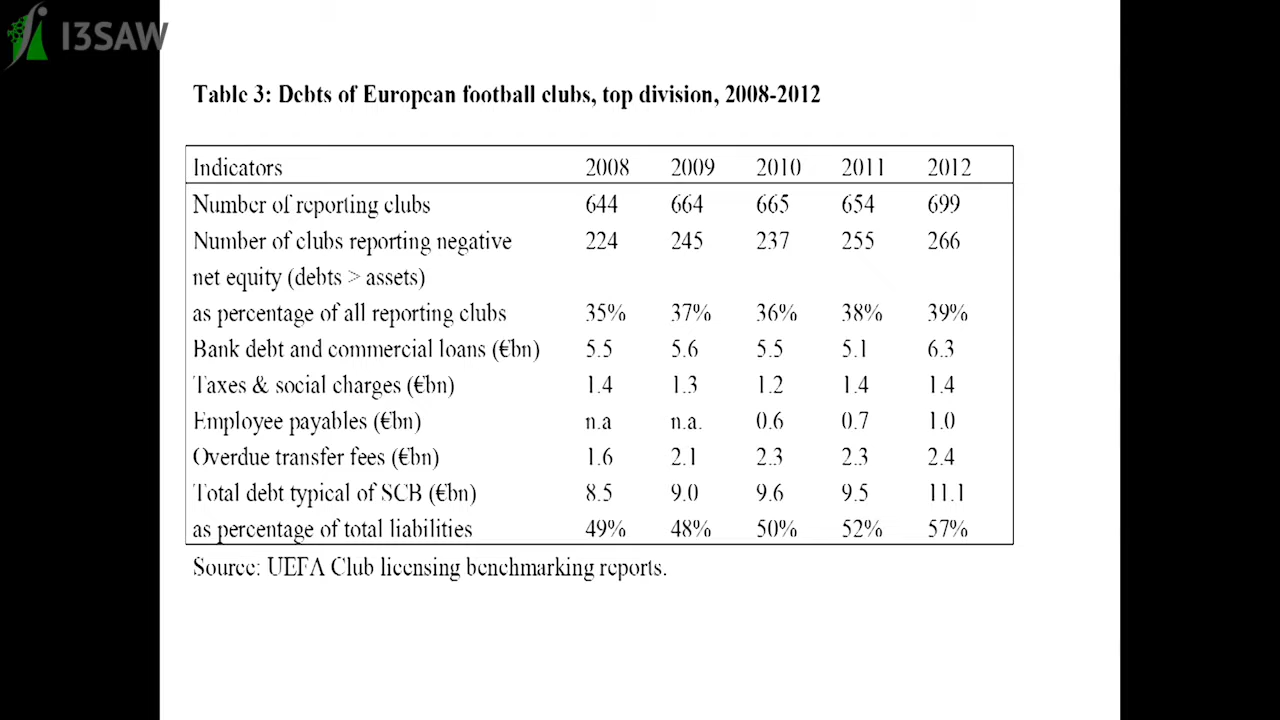 I3SAW
Table 3: Debts of European football clubs, top division, 2008-2012
Indicators 2008 2009 2010 2011 2012
Number of reporting clubs 644 664 665 654 699
Number of clubs reporting negative 224 245 237 255 266
net equity (debts > assets)
as percentage of all reporting clubs 35% 37% 36% 38% 39%
Bank debt and commercial loans (€bn) 5.5 5.6 5.5 5.1 6.3
Taxes & social charges (€bn) 1.4 1.3 1.2 1.4 1.4
Employee payables (€bn) n.a n.a. 0.6 0.7 1.0
Overdue transfer fees (€bn) 1.6 2.1 2.3 2.3 2.4
Total debt typical of SCB (€bn) 8.5 9.0 9.6 9.5 11.1
as percentage of total liabilities 49% 48% 50% 52% 57%
Source: UEFA Club licensing benchmarking reports.